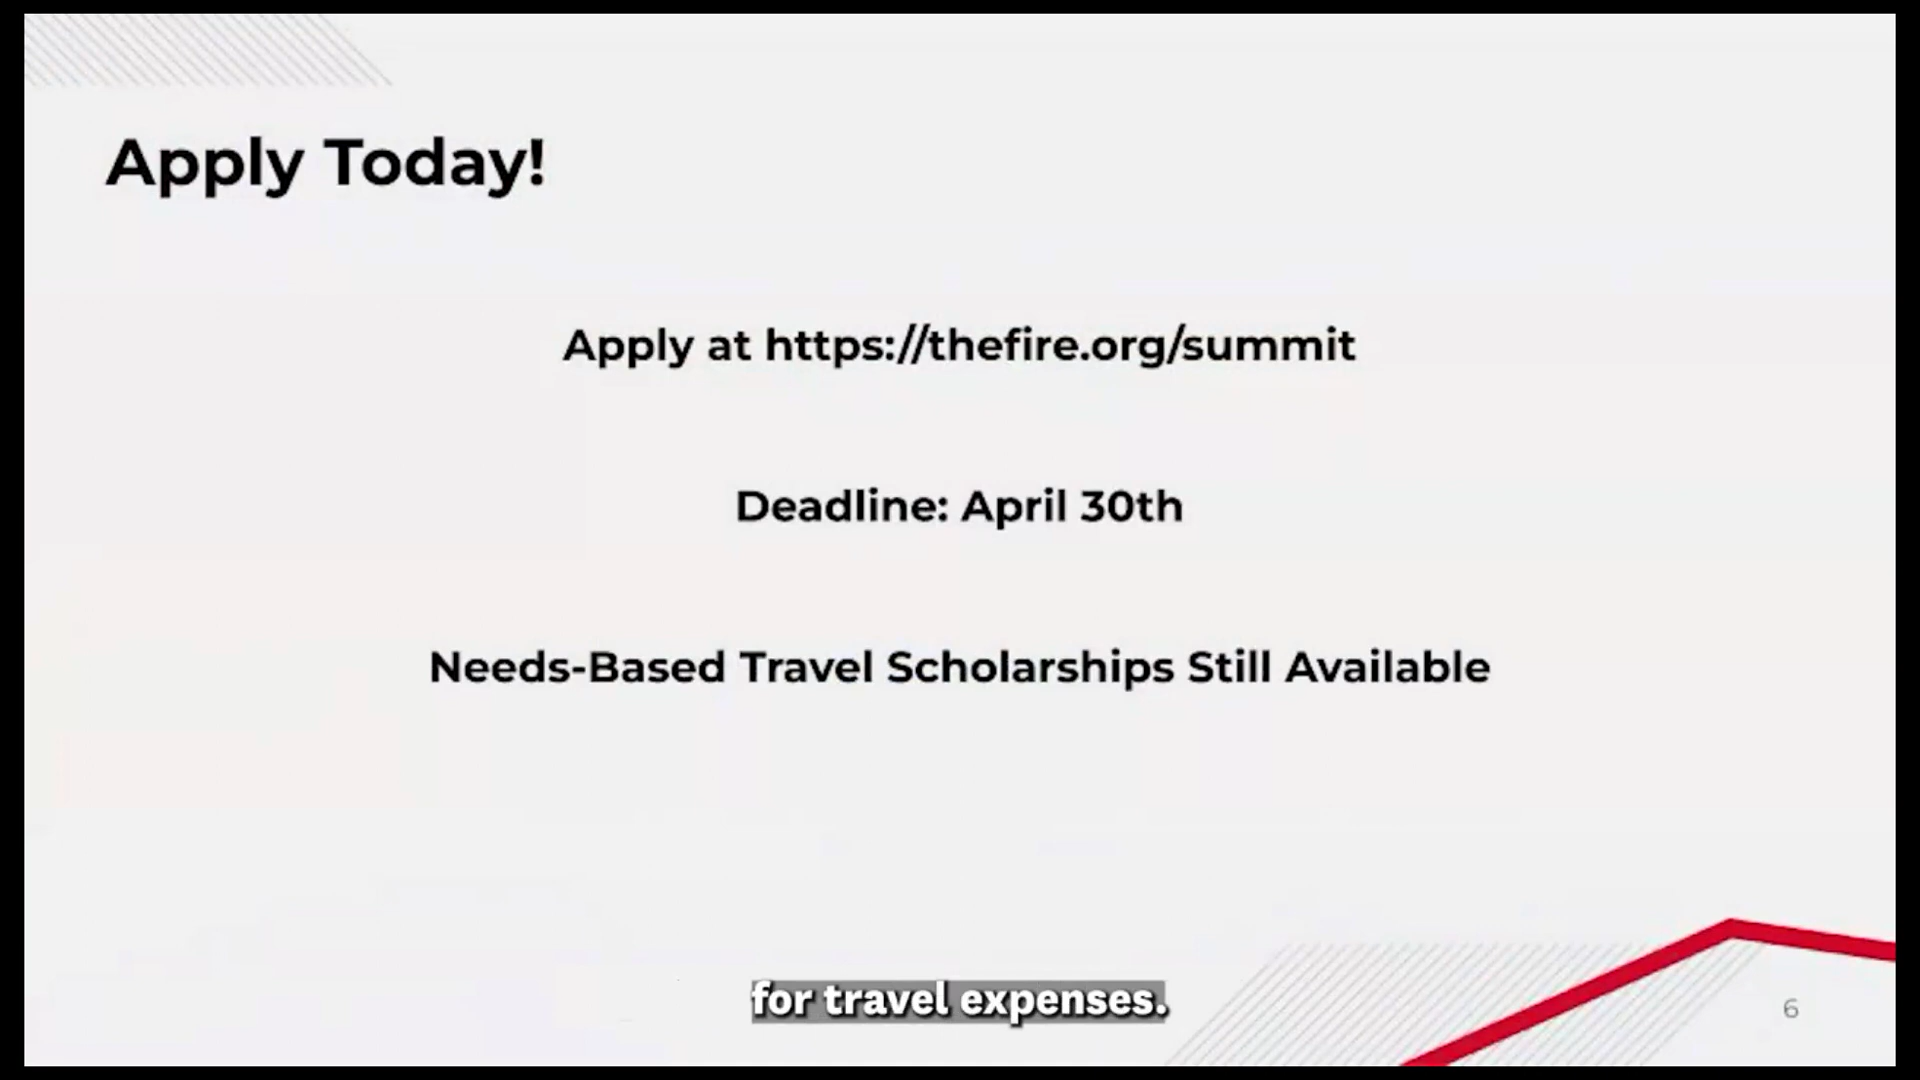 Apply Today!
Apply at https://thefire.org/summit
Deadline: April 30th
Needs-Based Travel Scholarships Still Available
for travel expenses.
6